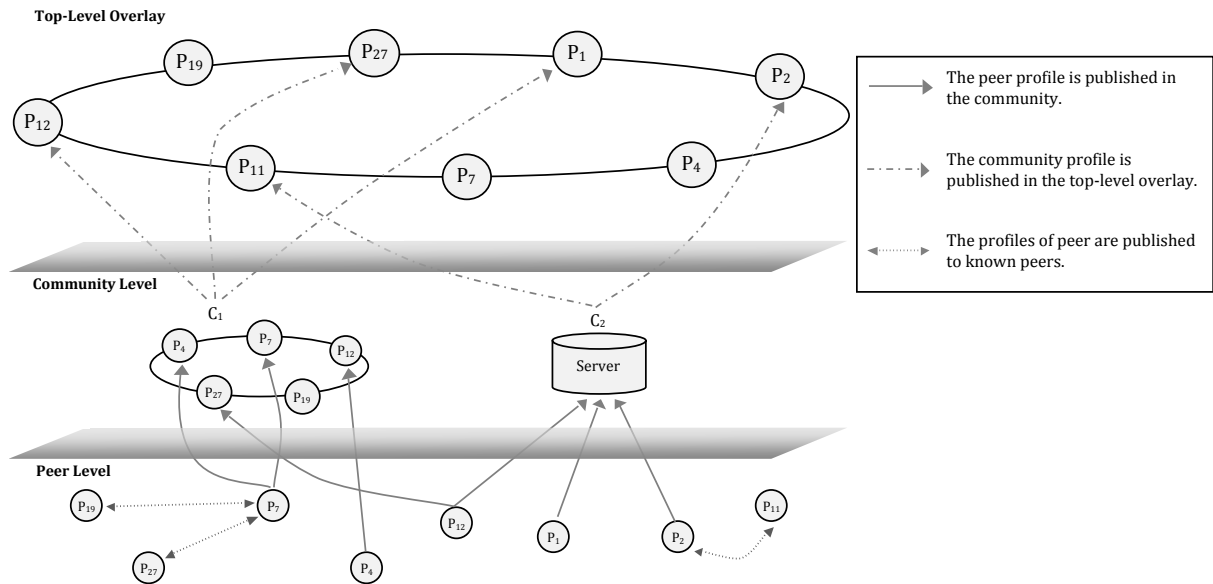 Top-Level Overlay
P19
P27
P1
P2
P12
P11
P7
P4
The peer profile is published in
the community.
The community profile is
published in the top-level overlay.
The profiles of peer are published
to known peers.
Community Level
C1
C2
P4
P7
P12
P27
P19
Server
Peer Level
P19
P7
P27
P4
P12
P1
P2
P11